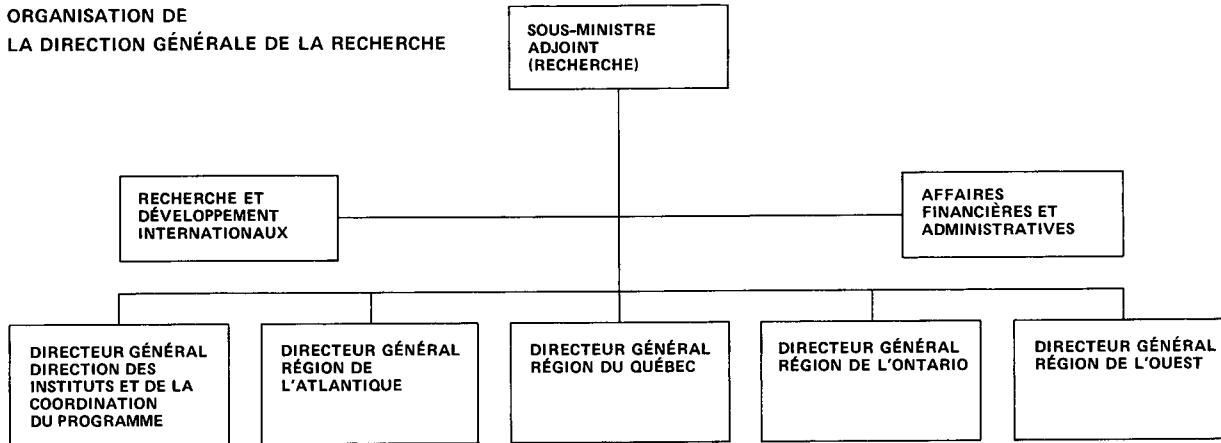 ORGANISATION DE
LA DIRECTION GÉNÉRALE DE LA RECHERCHE
SOUS-MINISTRE
ADJOINT
(RECHERCHE)
RECHERCHE ET
DÉVELOPPEMENT
INTERNATIONAUX
AFFAIRES
FINANCIÈRES ET
ADMINISTRATIVES
DIRECTEUR GÉNÉRAL
DIRECTION DES
INSTITUTS ET DE LA
COORDINATION
DU PROGRAMME
DIRECTEUR GÉNÉRAL
RÉGION DE
L'ATLANTIQUE
DIRECTEUR GÉNÉRAL
RÉGION DU QUÉBEC
DIRECTEUR GÉNÉRAL
RÉGION DE L'ONTARIO
DIRECTEUR GÉNÉRAL
RÉGION DE L'OUEST